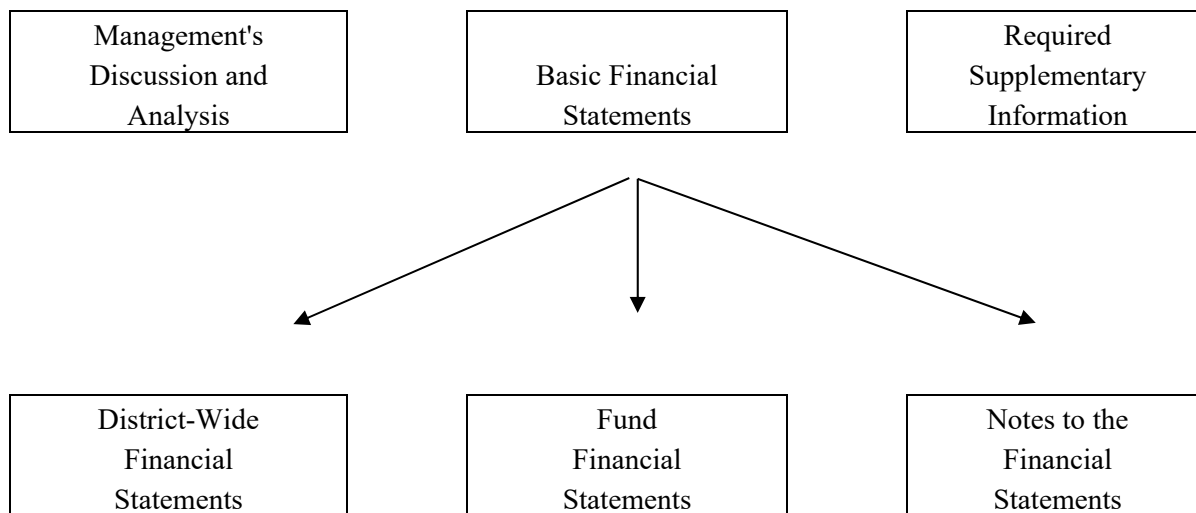 Management's
Discussion and
Analysis
Basic Financial
Statements
Required
Supplementary
Information
District-Wide
Financial
Statements
Fund
Financial
Statements
Notes to the
Financial
Statements